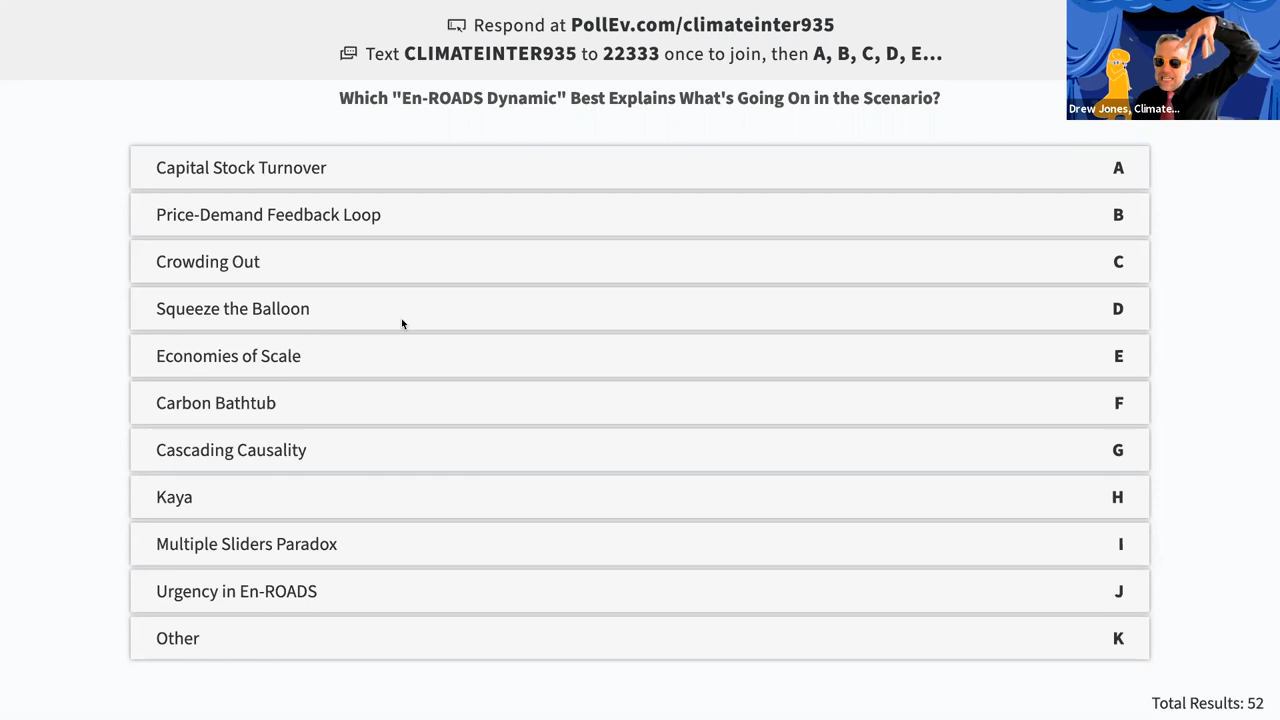 Respond at PollEv.com/climateinter935
Text CLIMATEINTER935 to 22333 once to join, then A, B, C, D, E...
Drew Jones, Climate...
Which "En-ROADS Dynamic" Best Explains What's Going On in the Scenario?
Capital Stock Turnover A
Price-Demand Feedback Loop B
Crowding Out C
Squeeze the Balloon D
Economies of Scale E
Carbon Bathtub F
Cascading Causality G
Kaya H
Multiple Sliders Paradox I
Urgency in En-ROADS J
Other K
Total Results: 52